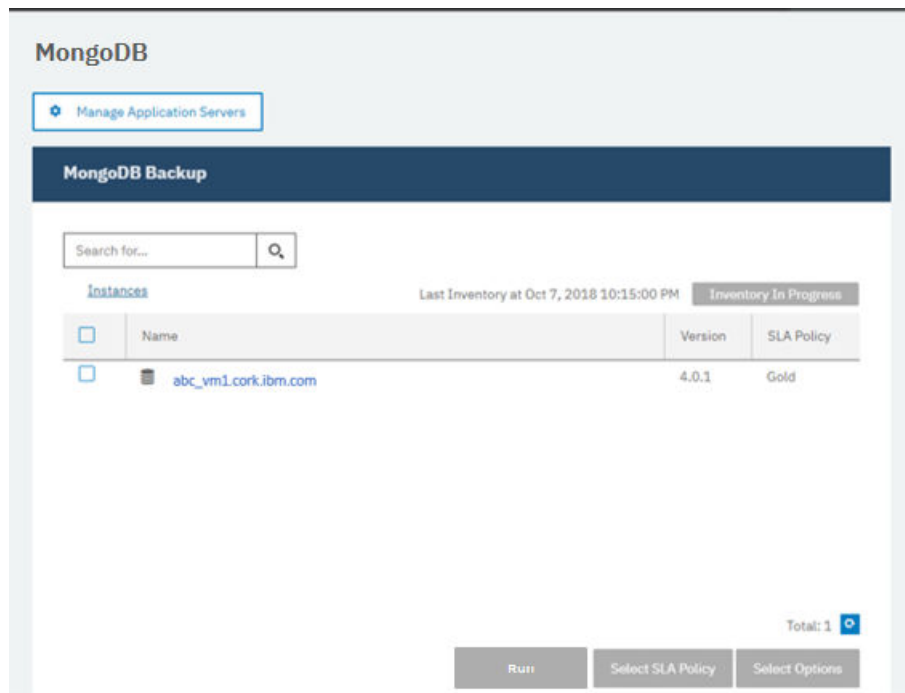 MongoDB
Manage Application Servers
MongoDB Backup
Search for...
Instances Last Inventory at Oct 7, 2018 10:15:00 PM Inventory In Progress
Name Version SLA Policy
abc_vm1.cork.ibm.com 4.0.1 Gold
Total: 1
Run Select SLA Policy Select Options